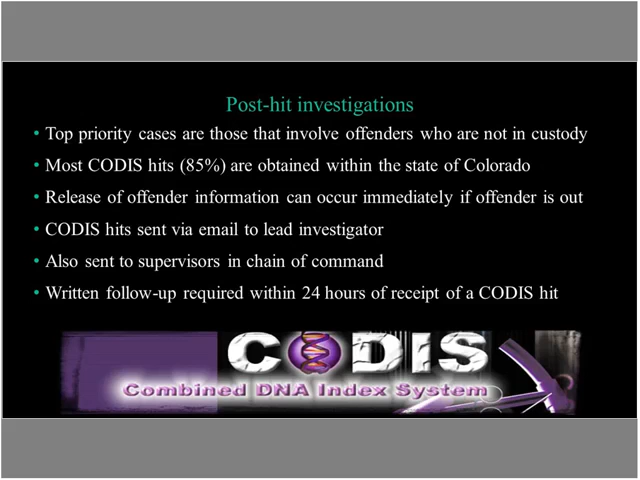 Post-hit investigations
• Top priority cases are those that involve offenders who are not in custody
• Most CODIS hits (85%) are obtained within the state of Colorado
• Release of offender information can occur immediately if offender is out
• CODIS hits sent via email to lead investigator
• Also sent to supervisors in chain of command
• Written follow-up required within 24 hours of receipt of a CODIS hit
CODIS
Combined DNA Index System